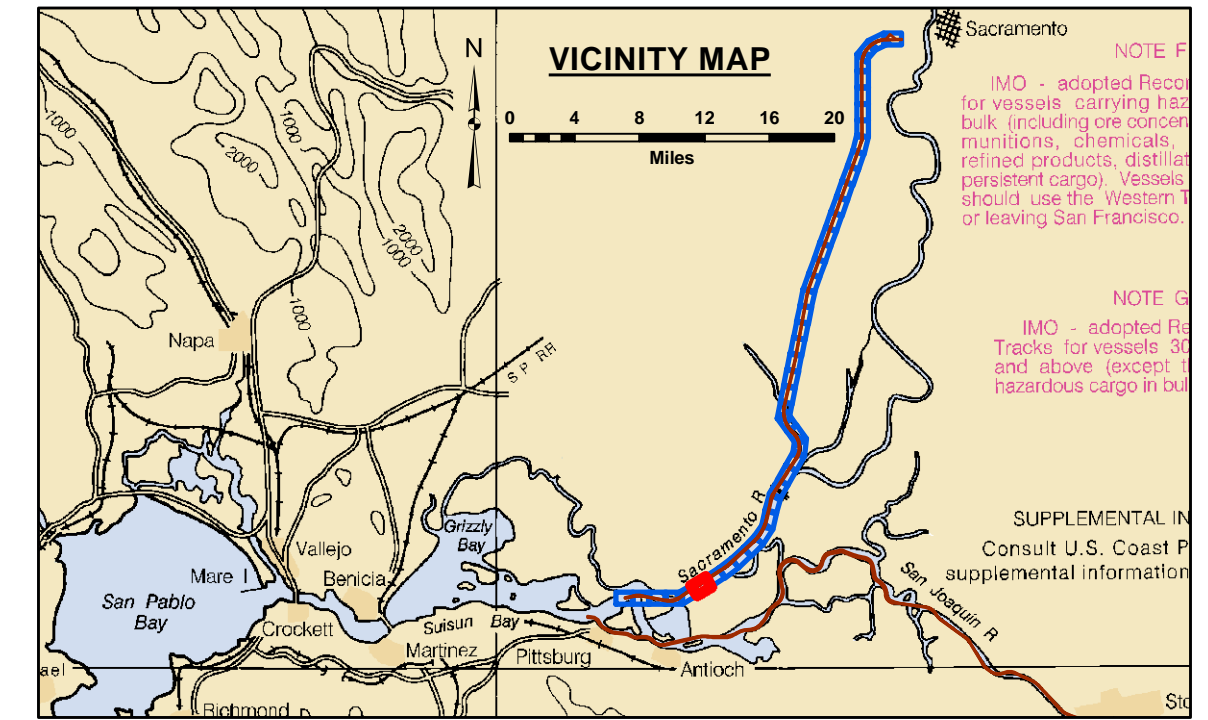 Sacramento
NOTE F
IMO - adopted Recor
for vessels carrying haz
bulk (including ore concen
munitions, chemicals,
refined products, distillat
persistent cargo). Vessels
should use the Western T
or leaving San Francisco.
N
VICINITY MAP
0 4 8 12 16 20
Miles
1000
2000
1000
2000
1000
1000
NOTE G
IMO - adopted Re
Tracks for vessels 30
and above (except t
hazardous cargo in bul
Napa
S P RR
Sacramento R
Grizzly
Bay
SUPPLEMENTAL IN
Consult U.S. Coast P
supplemental information
Vallejo
Mare I
Benicia
San Pablo
Bay
Crockett
Suisun Bay
Martinez
Pittsburg
Antioch
San Joaquin R
ael
Richmond
Sto